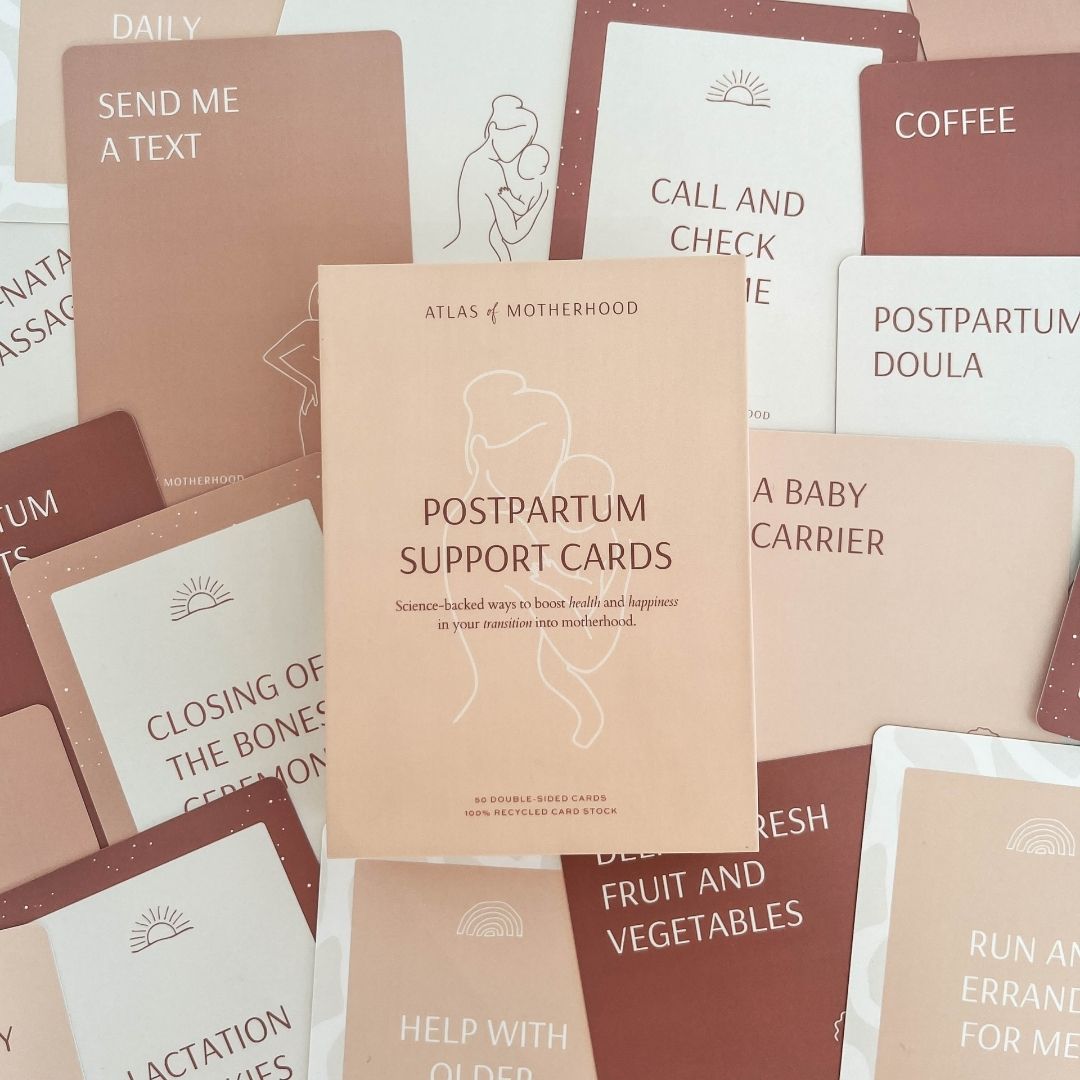 DAILY
SEND ME
A TEXT
CALL AND
CHECK
COFFEE
POSTPARTUM
DOULA
MOTHERHOOD
A BABY
CARRIER
CLOSING OF
THE BONES
ATLAS of MOTHERHOOD
POSTPARTUM
SUPPORT CARDS
Science-backed ways to boost health and happiness
in your transition into motherhood.
50 DOUBLE-SIDED CARDS
100% RECYCLED CARD STOCK
FRUIT AND
VEGETABLES
RUN AN
ERRAND
FOR ME
LACTATION
HELP WITH
OLDER